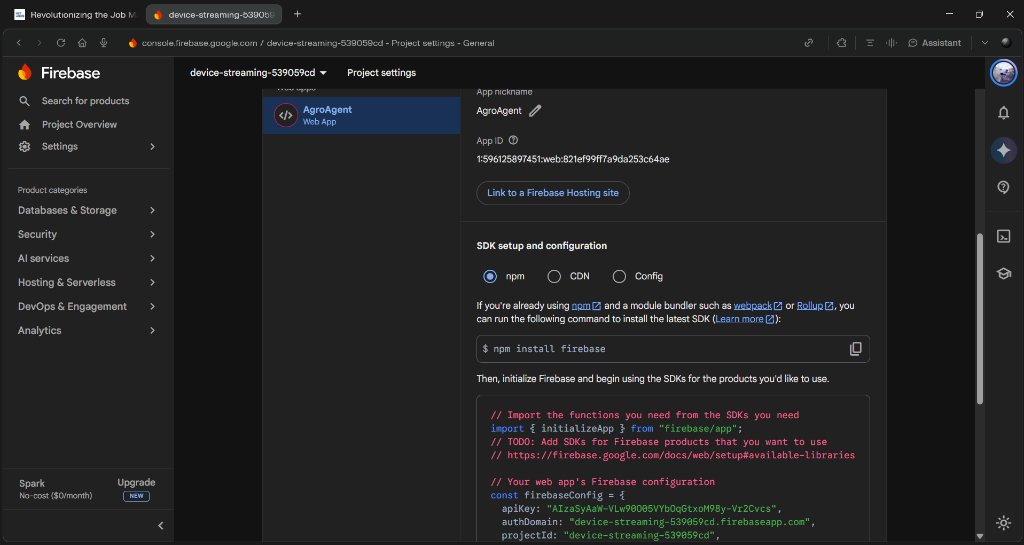 Revolutionizing the Job M
device-streaming-539059
console.firebase.google.com / device-streaming-539059cd - Project settings - General
Assistant
Firebase
device-streaming-539059cd
Project settings
Search for products
Project Overview
Settings
Product categories
Databases & Storage
Security
AI services
Hosting & Serverless
DevOps & Engagement
Analytics
Spark
No-cost ($0/month)
Upgrade
NEW
AgroAgent
Web App
App nickname
AgroAgent
App ID
1:596125897451:web:821ef99ff7a9da253c64ae
Link to a Firebase Hosting site
SDK setup and configuration
npm
CDN
Config
If you're already using npm and a module bundler such as webpack or Rollup, you
can run the following command to install the latest SDK (Learn more):
$ npm install firebase
Then, initialize Firebase and begin using the SDKs for the products you'd like to use.
// Import the functions you need from the SDKs you need
import { initializeApp } from "firebase/app";
// TODO: Add SDKs for Firebase products that you want to use
// https://firebase.google.com/docs/web/setup#available-libraries
// Your web app's Firebase configuration
const firebaseConfig = {
apiKey: "AIzaSyAaW-VLw90O05VYbOqGtxoM98y-Vr2Cvcs",
authDomain: "device-streaming-539059cd.firebaseapp.com",
projectId: "device-streaming-539059cd",